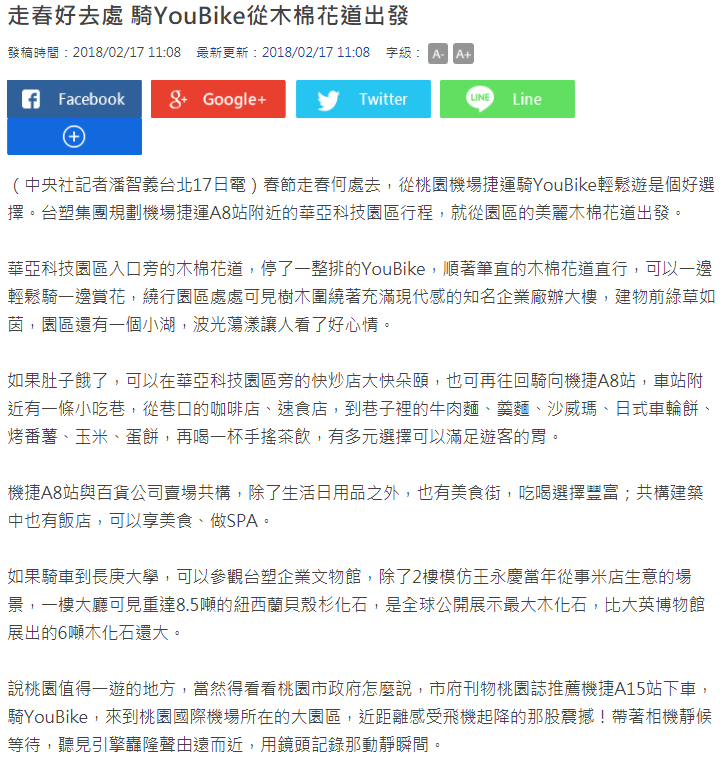 走春好去處 騎YouBike從木棉花道出發
發稿時間：2018/02/17 11:08 最新更新：2018/02/17 11:08 字級： A- A+
Facebook Google+ Twitter LINE Line
（中央社記者潘智義台北17日電）春節走春何處去，從桃園機場捷運騎YouBike輕鬆遊是個好選
擇。台塑集團規劃機場捷運A8站附近的華亞科技園區行程，就從園區的美麗木棉花道出發。
華亞科技園區入口旁的木棉花道，停了一整排的YouBike，順著筆直的木棉花道直行，可以一邊
輕鬆騎一邊賞花，繞行園區處處可見樹木圍繞著充滿現代感的知名企業廠辦大樓，建物前綠草如
茵，園區還有一個小湖，波光蕩漾讓人看了好心情。
如果肚子餓了，可以在華亞科技園區旁的快炒店大快朵頤，也可再往回騎向機捷A8站，車站附
近有一條小吃巷，從巷口的咖啡店、速食店，到巷子裡的牛肉麵、羹麵、沙威瑪、日式車輪餅、
烤番薯、玉米、蛋餅，再喝一杯手搖茶飲，有多元選擇可以滿足遊客的胃。
機捷A8站與百貨公司賣場共構，除了生活日用品之外，也有美食街，吃喝選擇豐富；共構建築
中也有飯店，可以享美食、做SPA。
如果騎車到長庚大學，可以參觀台塑企業文物館，除了2樓模仿王永慶當年從事米店生意的場
景，一樓大廳可見重達8.5噸的紐西蘭貝殼杉化石，是全球公開展示最大木化石，比大英博物館
展出的6噸木化石還大。
說桃園值得一遊的地方，當然得看看桃園市政府怎麼說，市府刊物桃園誌推薦機捷A15站下車，
騎YouBike，來到桃園國際機場所在的大園區，近距離感受飛機起降的那股震撼！帶著相機靜候
等待，聽見引擎轟隆聲由遠而近，用鏡頭記錄那動靜瞬間。